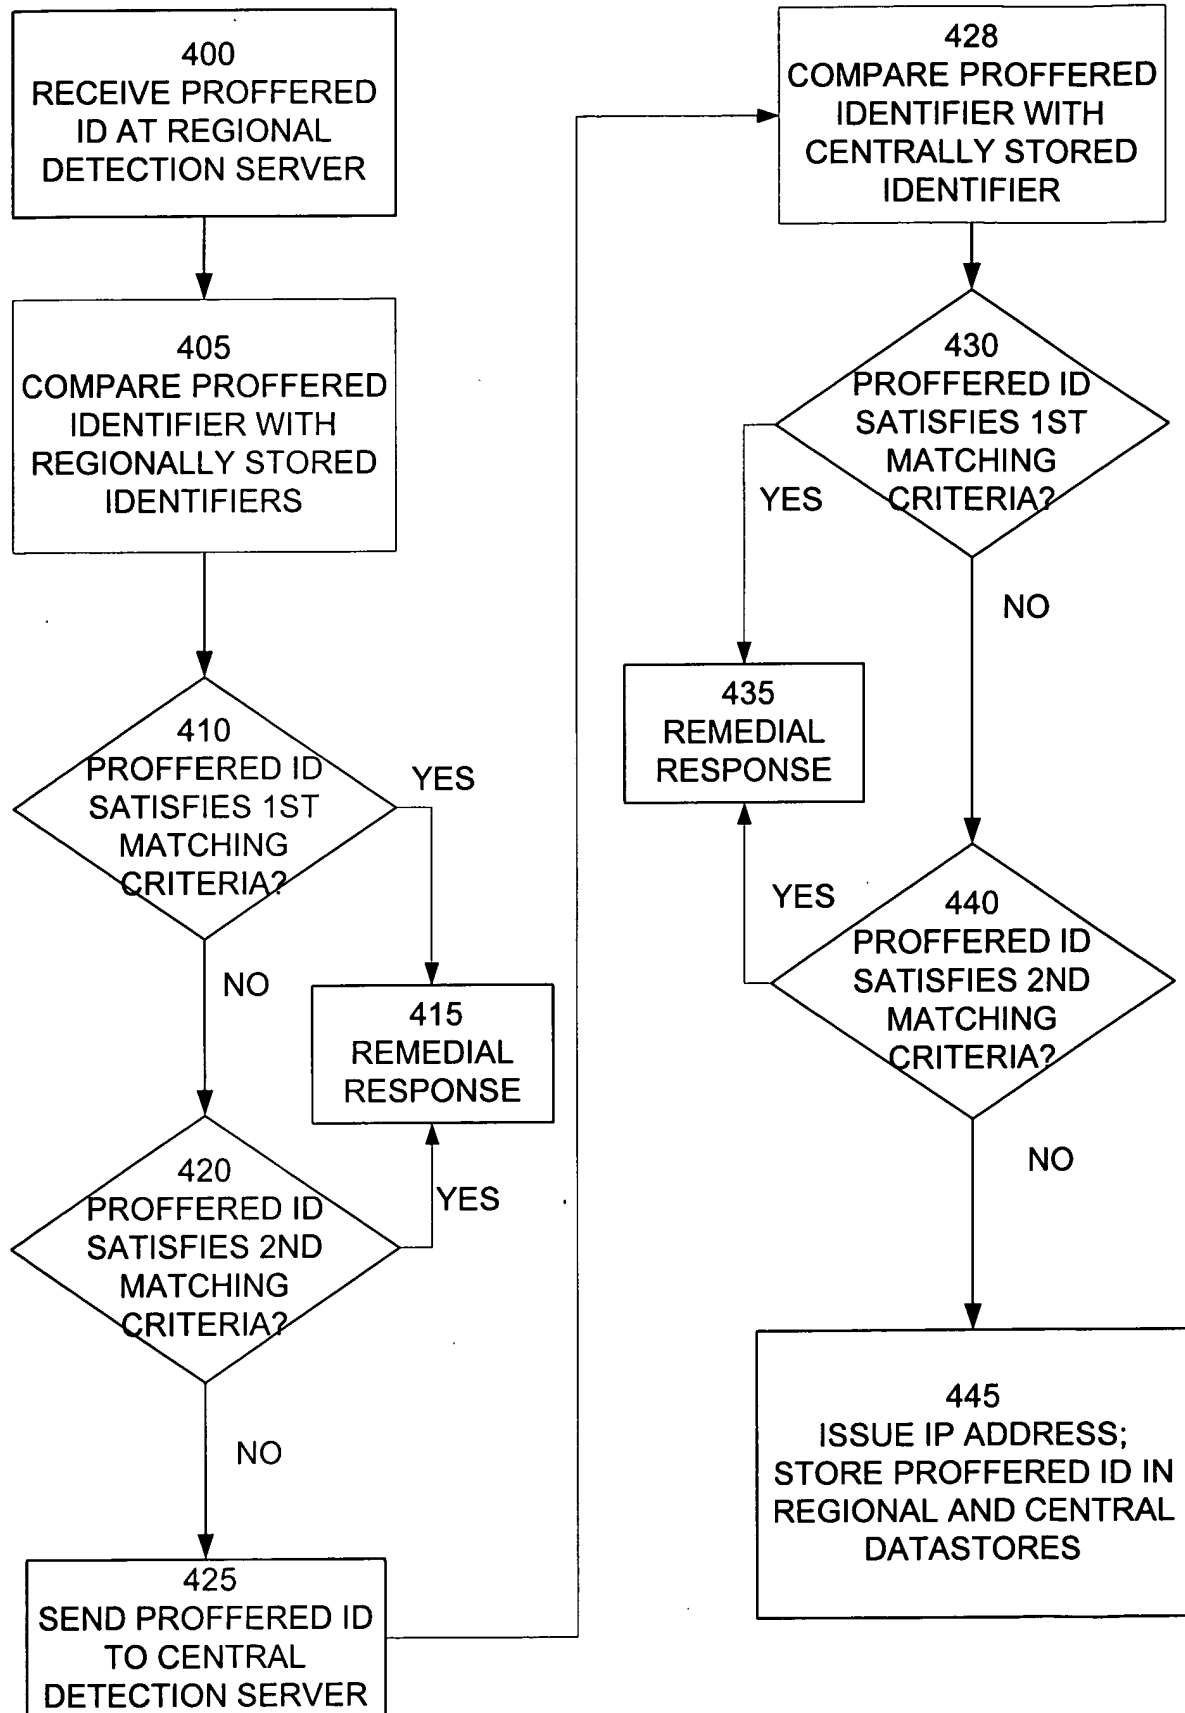 400
RECEIVE PROFFERED
ID AT REGIONAL
DETECTION SERVER
405
COMPARE PROFFERED
IDENTIFIER WITH
REGIONALLY STORED
IDENTIFIERS
410
PROFFERED ID
SATISFIES 1ST
MATCHING
CRITERIA?
YES
NO
415
REMEDIAL
RESPONSE
420
PROFFERED ID
SATISFIES 2ND
MATCHING
CRITERIA?
YES
NO
425
SEND PROFFERED ID
TO CENTRAL
DETECTION SERVER
428
COMPARE PROFFERED
IDENTIFIER WITH
CENTRALLY STORED
IDENTIFIER
430
PROFFERED ID
SATISFIES 1ST
MATCHING
CRITERIA?
YES
NO
435
REMEDIAL
RESPONSE
YES
440
PROFFERED ID
SATISFIES 2ND
MATCHING
CRITERIA?
NO
445
ISSUE IP ADDRESS;
STORE PROFFERED ID IN
REGIONAL AND CENTRAL
DATASTORES